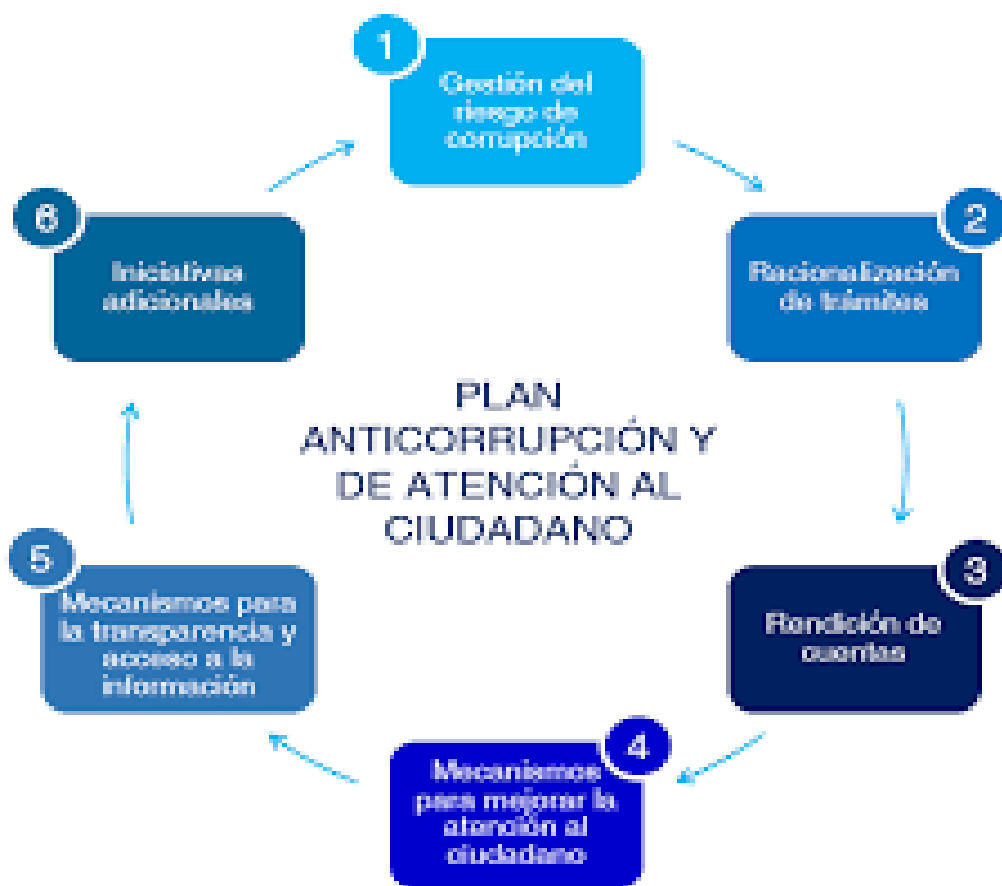 1
Gestión del
riesgo de
corrupción
2
Racionalización
de trámites
3
Rendición de
cuentas
4
Mecanismos
para mejorar la
atención al
ciudadano
5
Mecanismos para
la transparencia y
acceso a la
información
6
Iniciativas
adicionales
PLAN
ANTICORRUPCIÓN Y
DE ATENCIÓN AL
CIUDADANO